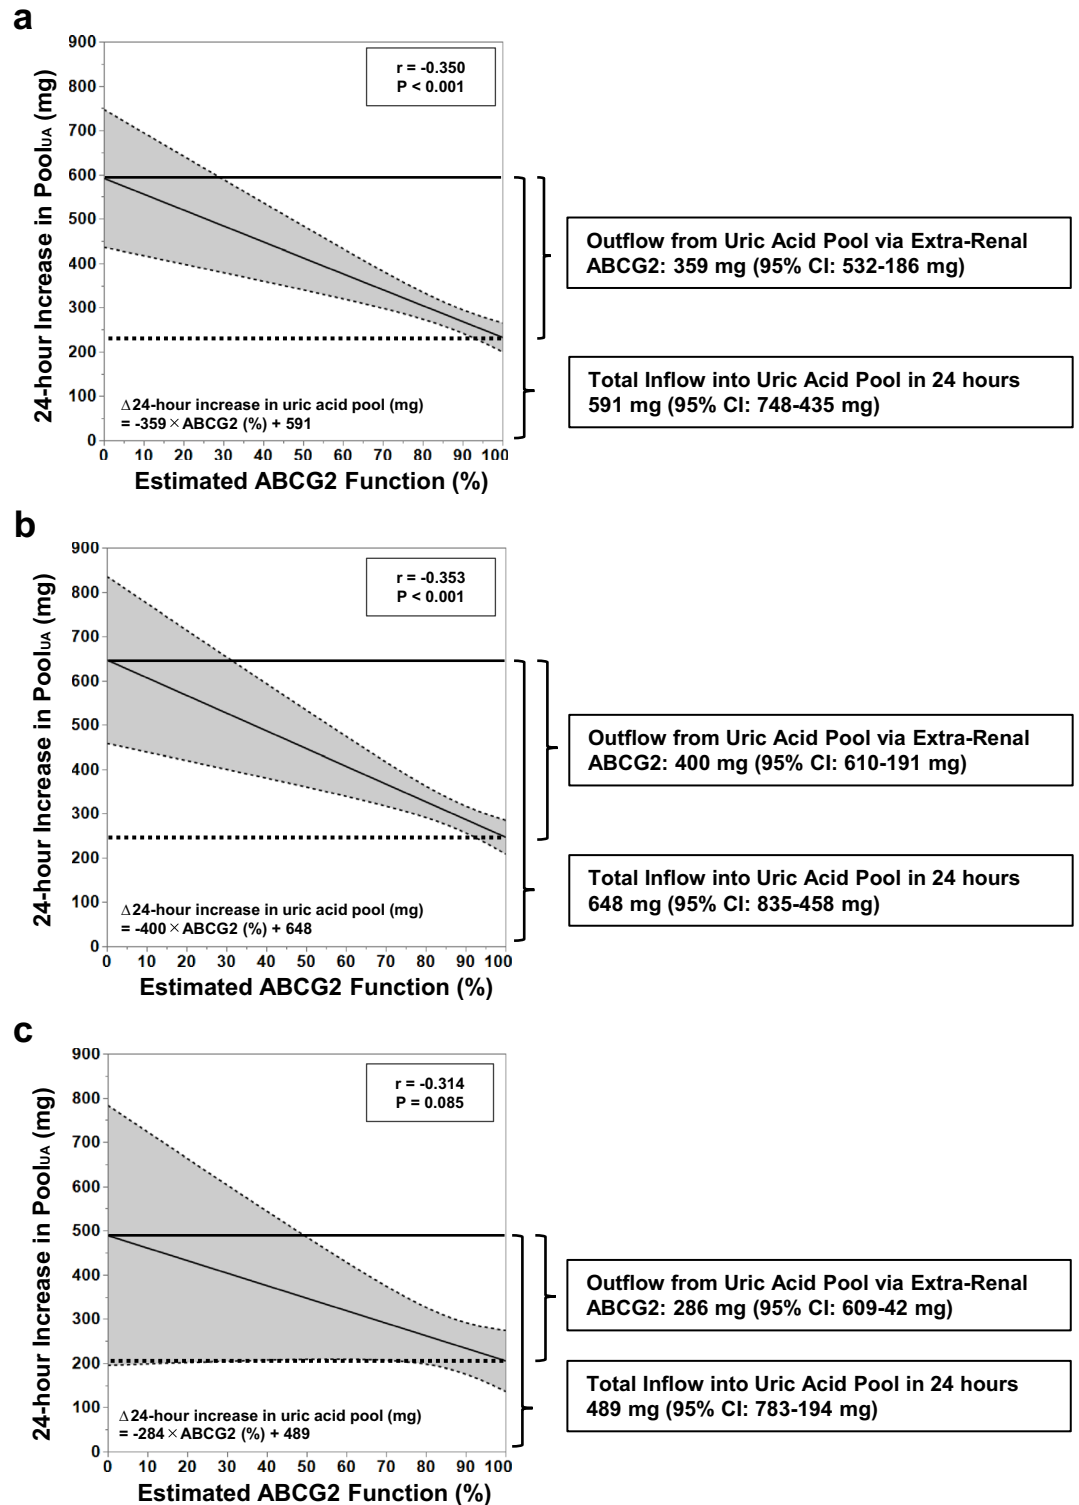 a
24-hour Increase in PoolUA (mg)
900
800
700
600
500
400
300
200
100
0
r = -0.350
P < 0.001
Δ24-hour increase in uric acid pool (mg)
= -359 × ABCG2 (%) + 591
0 10 20 30 40 50 60 70 80 90 100
Estimated ABCG2 Function (%)
Outflow from Uric Acid Pool via Extra-Renal
ABCG2: 359 mg (95% CI: 532-186 mg)
Total Inflow into Uric Acid Pool in 24 hours
591 mg (95% CI: 748-435 mg)
b
24-hour Increase in PoolUA (mg)
900
800
700
600
500
400
300
200
100
0
r = -0.353
P < 0.001
Δ24-hour increase in uric acid pool (mg)
= -400 × ABCG2 (%) + 648
0 10 20 30 40 50 60 70 80 90 100
Estimated ABCG2 Function (%)
Outflow from Uric Acid Pool via Extra-Renal
ABCG2: 400 mg (95% CI: 610-191 mg)
Total Inflow into Uric Acid Pool in 24 hours
648 mg (95% CI: 835-458 mg)
c
24-hour Increase in PoolUA (mg)
900
800
700
600
500
400
300
200
100
0
r = -0.314
P = 0.085
Δ24-hour increase in uric acid pool (mg)
= -284 × ABCG2 (%) + 489
0 10 20 30 40 50 60 70 80 90 100
Estimated ABCG2 Function (%)
Outflow from Uric Acid Pool via Extra-Renal
ABCG2: 286 mg (95% CI: 609-42 mg)
Total Inflow into Uric Acid Pool in 24 hours
489 mg (95% CI: 783-194 mg)